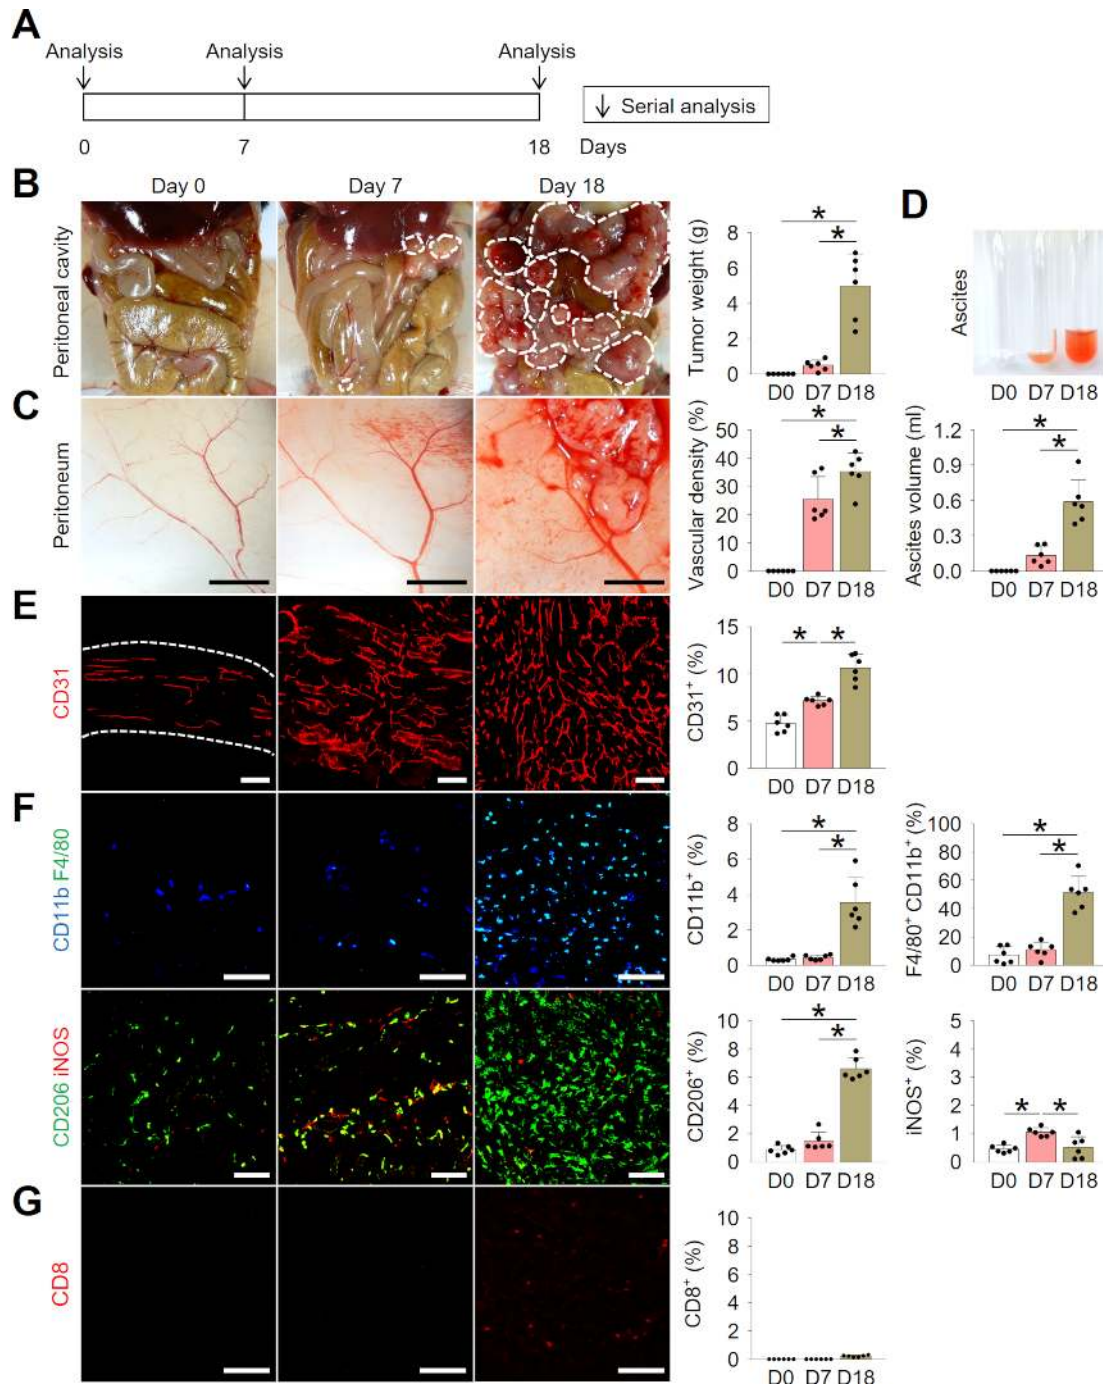 A
Analysis Analysis Analysis
↓ Serial analysis
0 7 18 Days
B
Day 0 Day 7 Day 18
Peritoneal cavity
Tumor weight (g)
8
6
4
2
0
* *
D0 D7 D18
C
Peritoneum
Vascular density (%)
50
40
30
20
10
0
* *
D0 D7 D18
D
Ascites
D0 D7 D18
Ascites volume (ml)
1.2
0.9
0.6
0.3
0.0
* *
D0 D7 D18
E
CD31
CD31⁺ (%)
15
10
5
0
* *
D0 D7 D18
F
CD11b F4/80
CD11b⁺ (%)
8
6
4
2
0
* *
D0 D7 D18
F4/80⁺ CD11b⁺ (%)
100
80
60
40
20
0
* *
D0 D7 D18
CD206 iNOS
CD206⁺ (%)
10
8
6
4
2
0
* *
D0 D7 D18
iNOS⁺ (%)
5
4
3
2
1
0
* *
D0 D7 D18
G
CD8
CD8⁺ (%)
10
8
6
4
2
0
D0 D7 D18